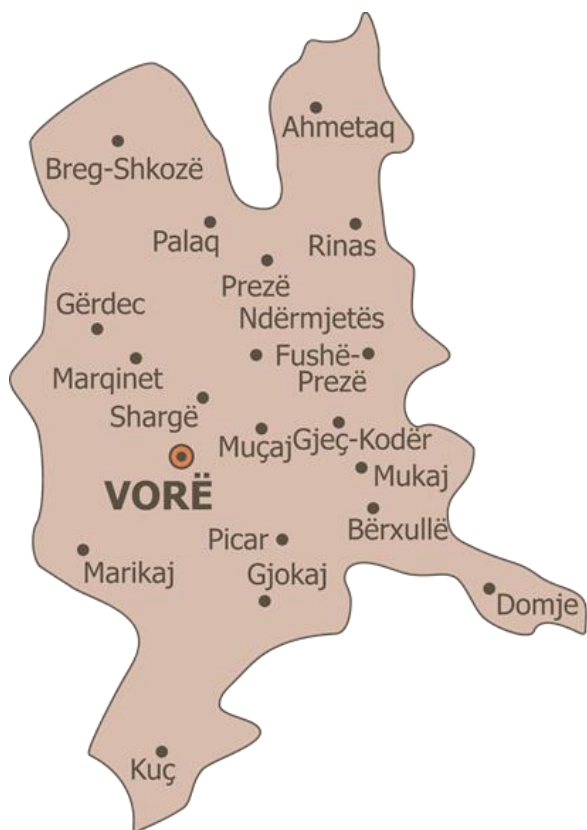 Ahmetaq
Breg-Shkozë
Palaq
Rinas
Prezë
Gërdec
Ndërmjetës
Marqinet
Fushë-
Prezë
Shargë
Muçaj
Gjeç-Kodër
Mukaj
VORË
Bërxullë
Picar
Marikaj
Gjokaj
Domje
Kuç